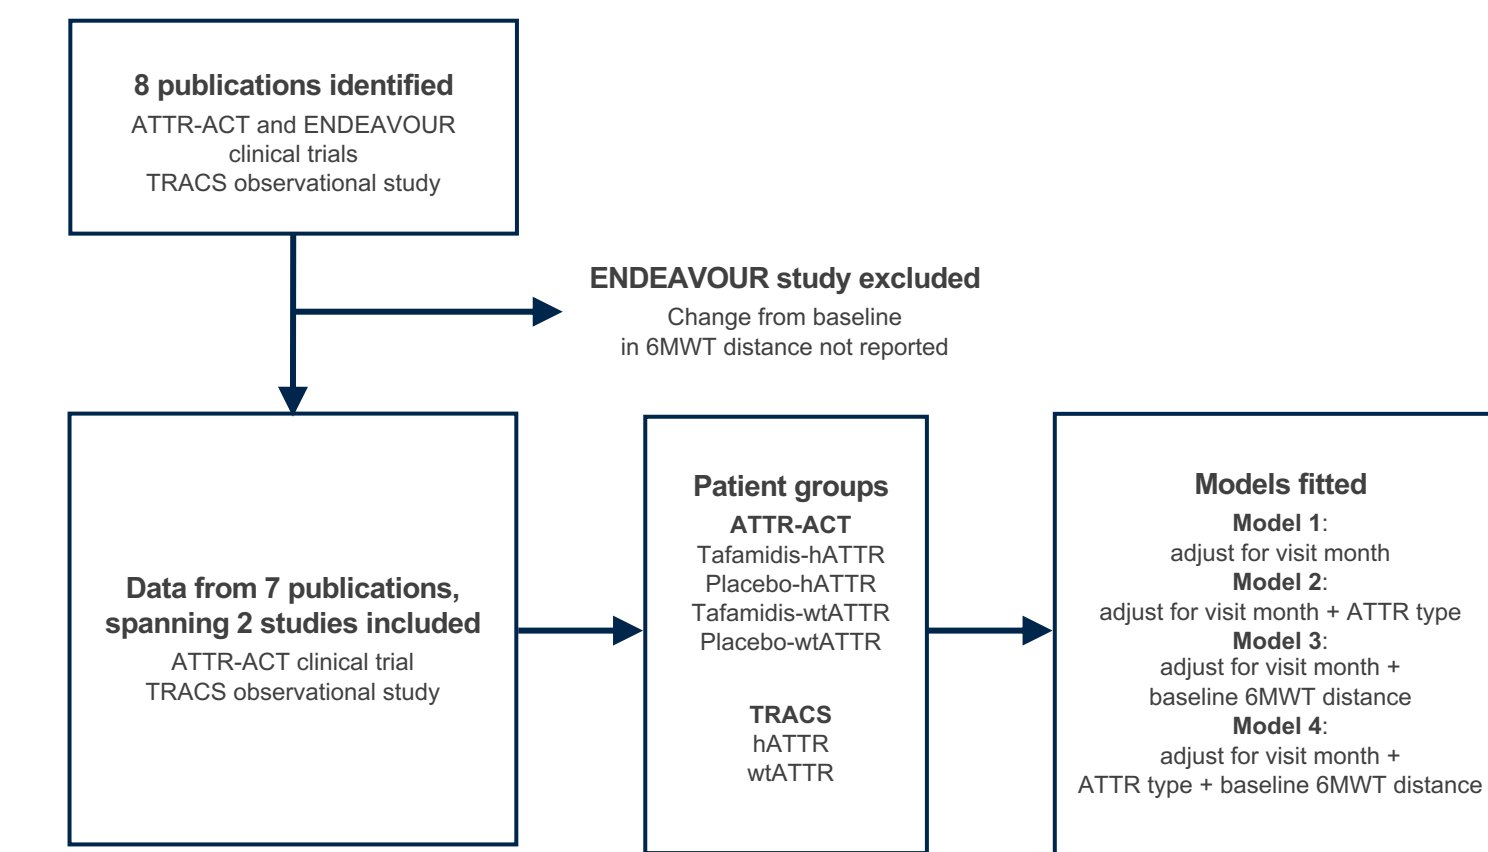 8 publications identified
ATTR-ACT and ENDEAVOUR
clinical trials
TRACS observational study
ENDEAVOUR study excluded
Change from baseline
in 6MWT distance not reported
Data from 7 publications,
spanning 2 studies included
ATTR-ACT clinical trial
TRACS observational study
Patient groups
ATTR-ACT
Tafamidis-hATTR
Placebo-hATTR
Tafamidis-wtATTR
Placebo-wtATTR
TRACS
hATTR
wtATTR
Models fitted
Model 1:
adjust for visit month
Model 2:
adjust for visit month + ATTR type
Model 3:
adjust for visit month +
baseline 6MWT distance
Model 4:
adjust for visit month +
ATTR type + baseline 6MWT distance